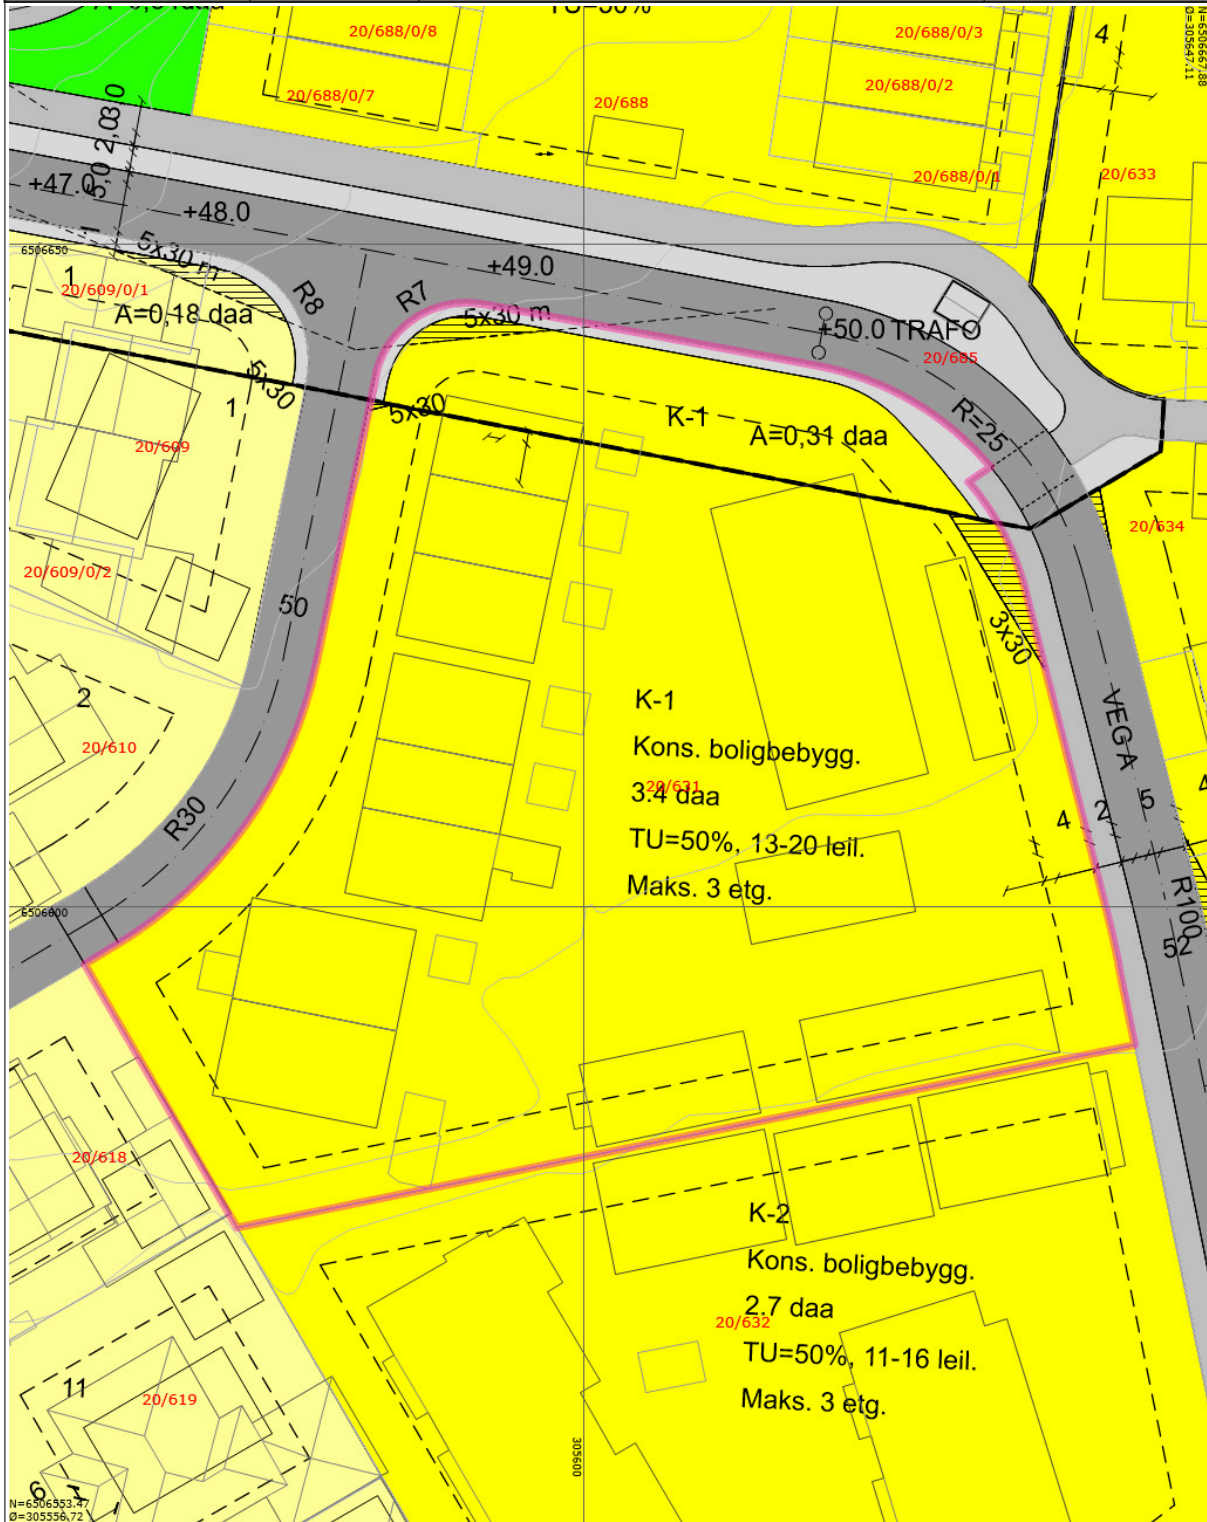 20/688/0/8
20/688/0/3
4
N=6506667.88
Ø=305647.11
20/688/0/7
20/688
20/688/0/2
5,0 2,03,0
20/688/0/1
20/633
+47.0
+48.0
6506650
5x30 m
+49.0
1
20/609/0/1
A=0,18 daa
R8
R7
5x30 m
+50.0 TRAFO
20/685
5x30
1
5x30
K-1
A=0,31 daa
R=25
20/609
20/634
20/609/0/2
50
3x30
2
20/610
K-1
Kons. boligbebygg.
20/631
3.4 daa
TU=50%, 13-20 leil.
Maks. 3 etg.
VEG A
R30
4
2
5
4
R100
52
6506600
20/618
K-2
Kons. boligbebygg.
2.7 daa
20/632
TU=50%, 11-16 leil.
Maks. 3 etg.
11
20/619
305600
6
N=6506553.47
Ø=305556.72